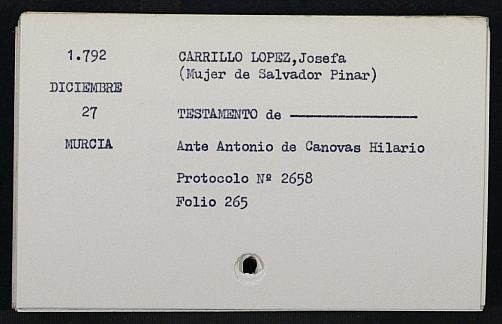 1.792
CARRILLO LOPEZ,Josefa
(Mujer de Salvador Pinar)
DICIEMBRE
27
TESTAMENTO de ------------------
MURCIA
Ante Antonio de Canovas Hilario
Protocolo Nº 2658
Folio 265